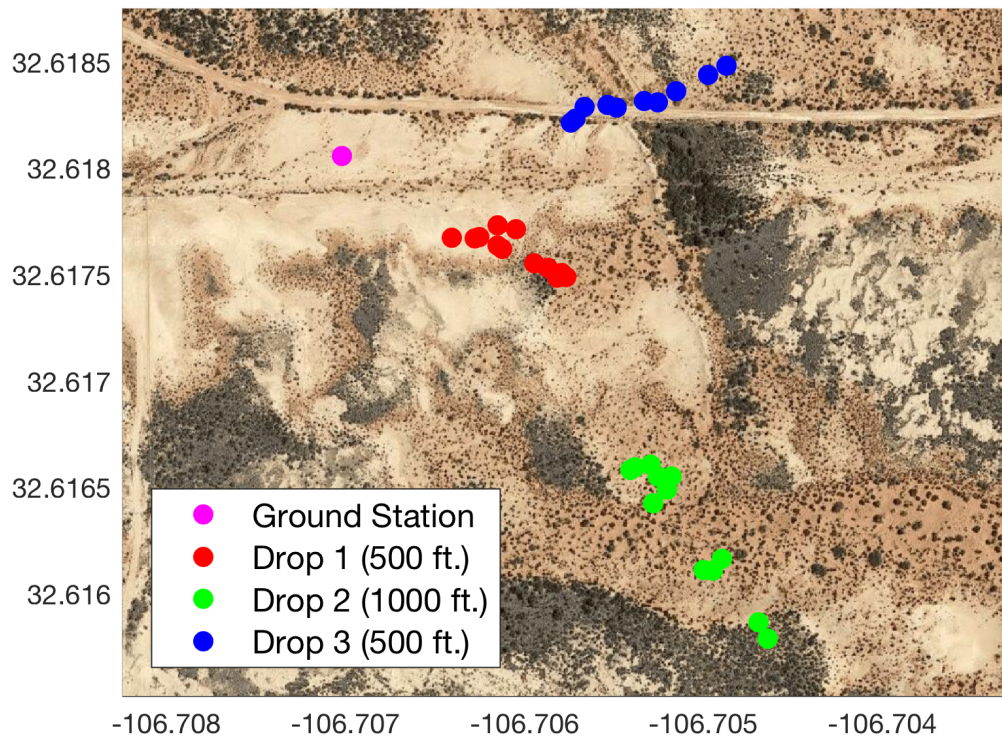 32.6185
32.618
32.6175
32.617
32.6165
32.616
Ground Station
Drop 1 (500 ft.)
Drop 2 (1000 ft.)
Drop 3 (500 ft.)
-106.708 -106.707 -106.706 -106.705 -106.704